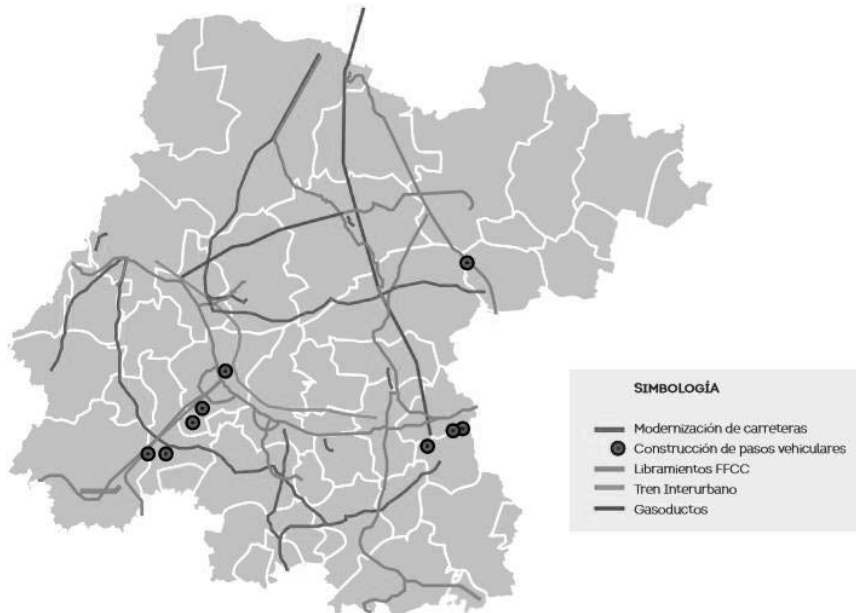 SIMBOLOGÍA
Modernización de carreteras
Construcción de pasos vehiculares
Libramientos FFCC
Tren Interurbano
Gasoductos